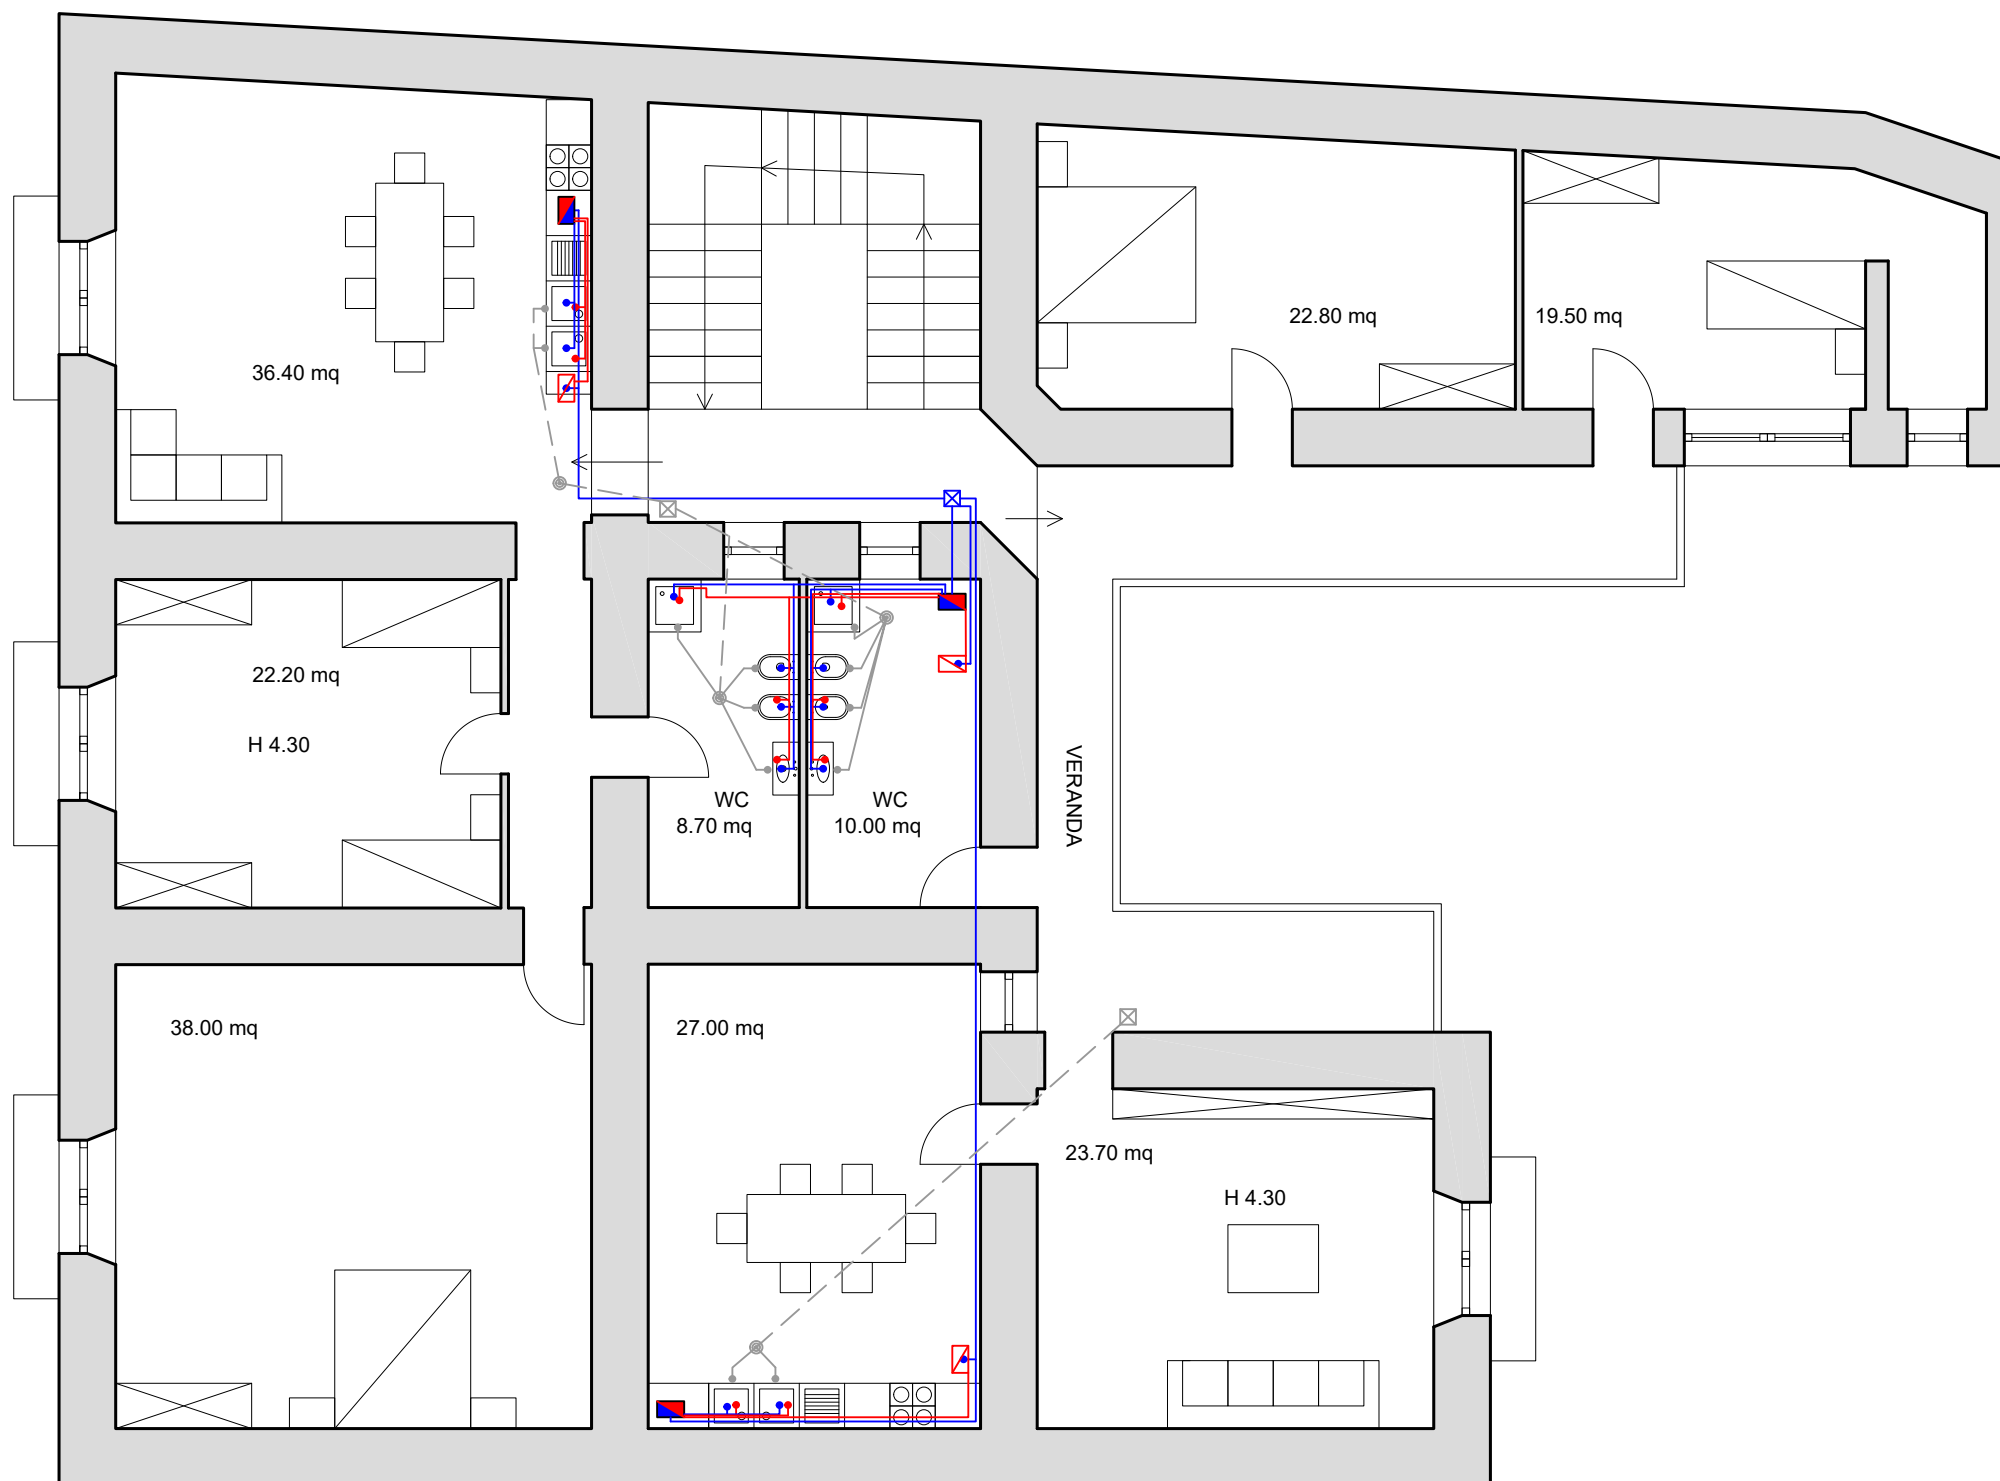 22.80 mq
19.50 mq
36.40 mq
22.20 mq
H 4.30
VERANDA
WC
8.70 mq
WC
10.00 mq
38.00 mq
27.00 mq
23.70 mq
H 4.30